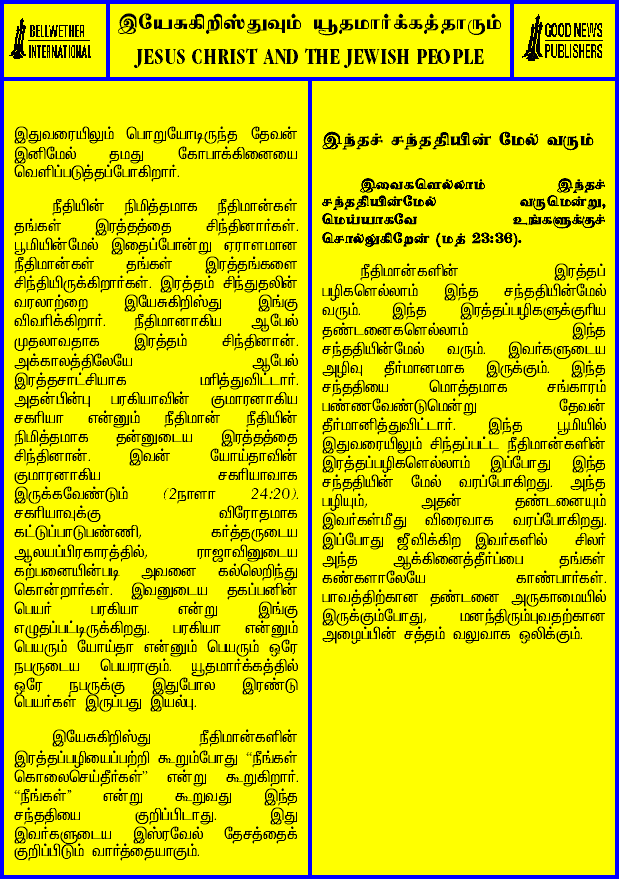 BELLWETHER
INTERNATIONAL
இயேசுகிறிஸ்துவும் யூதமார்க்கத்தாரும்
JESUS CHRIST AND THE JEWISH PEOPLE
GOOD NEWS
PUBLISHERS
இதுவரையிலும் பொறுயோடிருந்த தேவன்
இனிமேல் தமது கோபாக்கினையை
வெளிப்படுத்தப்போகிறார்.
நீதியின் நிமித்தமாக நீதிமான்கள்
தங்கள் இரத்தத்தை சிந்தினார்கள்.
பூமியின்மேல் இதைப்போன்று ஏராளமான
நீதிமான்கள் தங்கள் இரத்தங்களை
சிந்தியிருக்கிறார்கள். இரத்தம் சிந்துதலின்
வரலாற்றை இயேசுகிறிஸ்து இங்கு
விவரிக்கிறார். நீதிமானாகிய ஆபேல்
முதலாவதாக இரத்தம் சிந்தினான்.
அக்காலத்திலேயே ஆபேல்
இரத்தசாட்சியாக மரித்துவிட்டார்.
அதன்பின்பு பரகியாவின் குமாரனாகிய
சகரியா என்னும் நீதிமான் நீதியின்
நிமித்தமாக தன்னுடைய இரத்தத்தை
சிந்தினான். இவன் யோய்தாவின்
குமாரனாகிய சகரியாவாக
இருக்கவேண்டும் (2நாளா 24:20).
சகரியாவுக்கு விரோதமாக
கட்டுப்பாடுபண்ணி, கர்த்தருடைய
ஆலயப்பிரகாரத்தில், ராஜாவினுடைய
கற்பனையின்படி அவனை கல்லெறிந்து
கொன்றார்கள். இவனுடைய தகப்பனின்
பெயர் பரகியா என்று இங்கு
எழுதப்பட்டிருக்கிறது. பரகியா என்னும்
பெயரும் யோய்தா என்னும் பெயரும் ஒரே
நபருடைய பெயராகும். யூதமார்க்கத்தில்
ஒரே நபருக்கு இதுபோல இரண்டு
பெயர்கள் இருப்பது இயல்பு.
இயேசுகிறிஸ்து நீதிமான்களின்
இரத்தப்பழியைப்பற்றி கூறும்போது “நீங்கள்
கொலைசெய்தீர்கள்” என்று கூறுகிறார்.
“நீங்கள்” என்று கூறுவது இந்த
சந்ததியை குறிப்பிடாது. இது
இவர்களுடைய இஸ்ரவேல் தேசத்தைக்
குறிப்பிடும் வார்த்தையாகும்.
இந்தச் சந்ததியின் மேல் வரும்
இவைகளெல்லாம் இந்தச்
சந்ததியின்மேல் வருமென்று,
மெய்யாகவே உங்களுக்குச்
சொல்லுகிறேன் (மத் 23:36).
நீதிமான்களின் இரத்தப்
பழிகளெல்லாம் இந்த சந்ததியின்மேல்
வரும். இந்த இரத்தப்பழிகளுக்குரிய
தண்டனைகளெல்லாம் இந்த
சந்ததியின்மேல் வரும். இவர்களுடைய
அழிவு தீர்மானமாக இருக்கும். இந்த
சந்ததியை மொத்தமாக சங்காரம்
பண்ணவேண்டுமென்று தேவன்
தீர்மானித்துவிட்டார். இந்த பூமியில்
இதுவரையிலும் சிந்தப்பட்ட நீதிமான்களின்
இரத்தப்பழிகளெல்லாம் இப்போது இந்த
சந்ததியின் மேல் வரப்போகிறது. அந்த
பழியும், அதன் தண்டனையும்
இவர்கள்மீது விரைவாக வரப்போகிறது.
இப்போது ஜீவிக்கிற இவர்களில் சிலர்
அந்த ஆக்கினைத்தீர்ப்பை தங்கள்
கண்களாலேயே காண்பார்கள்.
பாவத்திற்கான தண்டனை அருகாமையில்
இருக்கும்போது, மனந்திரும்புவதற்கான
அழைப்பின் சத்தம் வலுவாக ஒலிக்கும்.